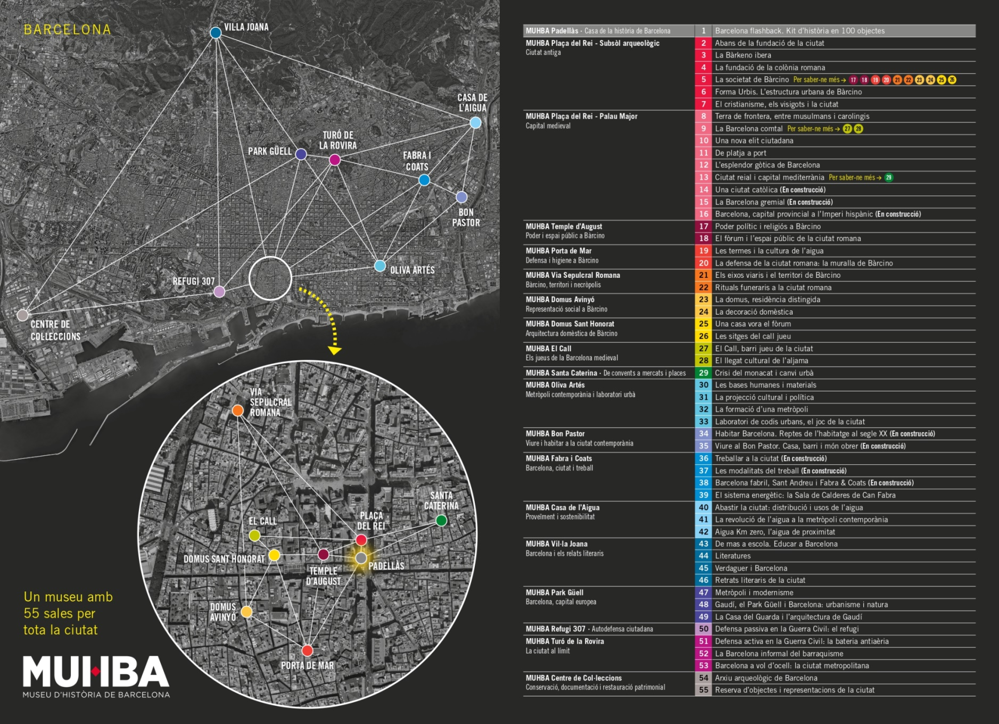 BARCELONA
VIL·LA JOANA
CASA DE
L'AIGUA
TURÓ DE
LA ROVIRA
PARK GÜELL
FABRA I
COATS
BON
PASTOR
OLIVA ARTÉS
REFUGI 307
CENTRE DE
COL·LECCIONS
VIA
SEPULCRAL
ROMANA
SANTA
CATERINA
PLAÇA
DEL REI
EL CALL
DOMUS SANT HONORAT
PADELLÀS
TEMPLE
D'AUGUST
DOMUS
AVINYÓ
PORTA DE MAR
Un museu amb
55 sales per
tota la ciutat
MUHBA
MUSEU D'HISTÒRIA DE BARCELONA
MUHBA Padellàs · Casa de la història de Barcelona 1 Barcelona flashback. Kit d'història en 100 objectes
MUHBA Plaça del Rei - Subsòl arqueològic 2 Abans de la fundació de la ciutat
Ciutat antiga
3 La Bàrkeno ibera
4 La fundació de la colònia romana
5 La societat de Bàrcino Per saber-ne més → 17 18 19 20 21 22 23 24 25 26
6 Forma Urbis. L'estructura urbana de Bàrcino
7 El cristianisme, els visigots i la ciutat
MUHBA Plaça del Rei - Palau Major 8 Terra de frontera, entre musulmans i carolingis
Capital medieval
9 La Barcelona comtal Per saber-ne més → 27 28
10 Una nova elit ciutadana
11 De platja a port
12 L'esplendor gòtica de Barcelona
13 Ciutat reial i capital mediterrània Per saber-ne més → 29
14 Una ciutat catòlica (En construcció)
15 La Barcelona gremial (En construcció)
16 Barcelona, capital provincial a l'Imperi hispànic (En construcció)
MUHBA Temple d'August 17 Poder polític i religiós a Bàrcino
Poder i espai públic a Bàrcino 18 El fòrum i l'espai públic de la ciutat romana
MUHBA Porta de Mar 19 Les termes i la cultura de l'aigua
Defensa i higiene a Bàrcino 20 La defensa de la ciutat romana: la muralla de Bàrcino
MUHBA Via Sepulcral Romana 21 Els eixos viaris i el territori de Bàrcino
Bàrcino, territori i necròpolis 22 Rituals funeraris a la ciutat romana
MUHBA Domus Avinyó 23 La domus, residència distingida
Representació social a Bàrcino 24 La decoració domèstica
MUHBA Domus Sant Honorat 25 Una casa vora el fòrum
Arquitectura domèstica de Bàrcino 26 Les sitges del call jueu
MUHBA El Call 27 El Call, barri jueu de la ciutat
Els jueus de la Barcelona medieval 28 El llegat cultural de l'aljama
MUHBA Santa Caterina · De convents a mercats i places 29 Crisi del monacat i canvi urbà
MUHBA Oliva Artés 30 Les bases humanes i materials
Metròpoli contemporània i laboratori urbà 31 La projecció cultural i política
32 La formació d'una metròpoli
33 Laboratori de codis urbans, el joc de la ciutat
MUHBA Bon Pastor 34 Habitar Barcelona. Reptes de l'habitatge al segle XX (En construcció)
Viure i habitar a la ciutat contemporània 35 Viure al Bon Pastor. Casa, barri i món obrer (En construcció)
MUHBA Fabra i Coats 36 Treballar a la ciutat (En construcció)
Barcelona, ciutat i treball 37 Les modalitats del treball (En construcció)
38 Barcelona fabril, Sant Andreu i Fabra & Coats (En construcció)
39 El sistema energètic: la Sala de Calderes de Can Fabra
MUHBA Casa de l'Aigua 40 Abastir la ciutat: distribució i usos de l'aigua
Proveïment i sostenibilitat 41 La revolució de l'aigua a la metròpoli contemporània
42 Aigua Km zero, l'aigua de proximitat
MUHBA Vil·la Joana 43 De mas a escola. Educar a Barcelona
Barcelona i els relats literaris 44 Literatures
45 Verdaguer i Barcelona
46 Retrats literaris de la ciutat
MUHBA Park Güell 47 Metròpoli i modernisme
Barcelona, capital europea 48 Gaudí, el Park Güell i Barcelona: urbanisme i natura
49 La Casa del Guarda i l'arquitectura de Gaudí
MUHBA Refugi 307 · Autodefensa ciutadana 50 Defensa passiva en la Guerra Civil: el refugi
MUHBA Turó de la Rovira 51 Defensa activa en la Guerra Civil: la bateria antiaèria
La ciutat al límit 52 La Barcelona informal del barraquisme
53 Barcelona a vol d'ocell: la ciutat metropolitana
MUHBA Centre de Col·leccions 54 Arxiu arqueològic de Barcelona
Conservació, documentació i restauració patrimonial 55 Reserva d'objectes i representacions de la ciutat